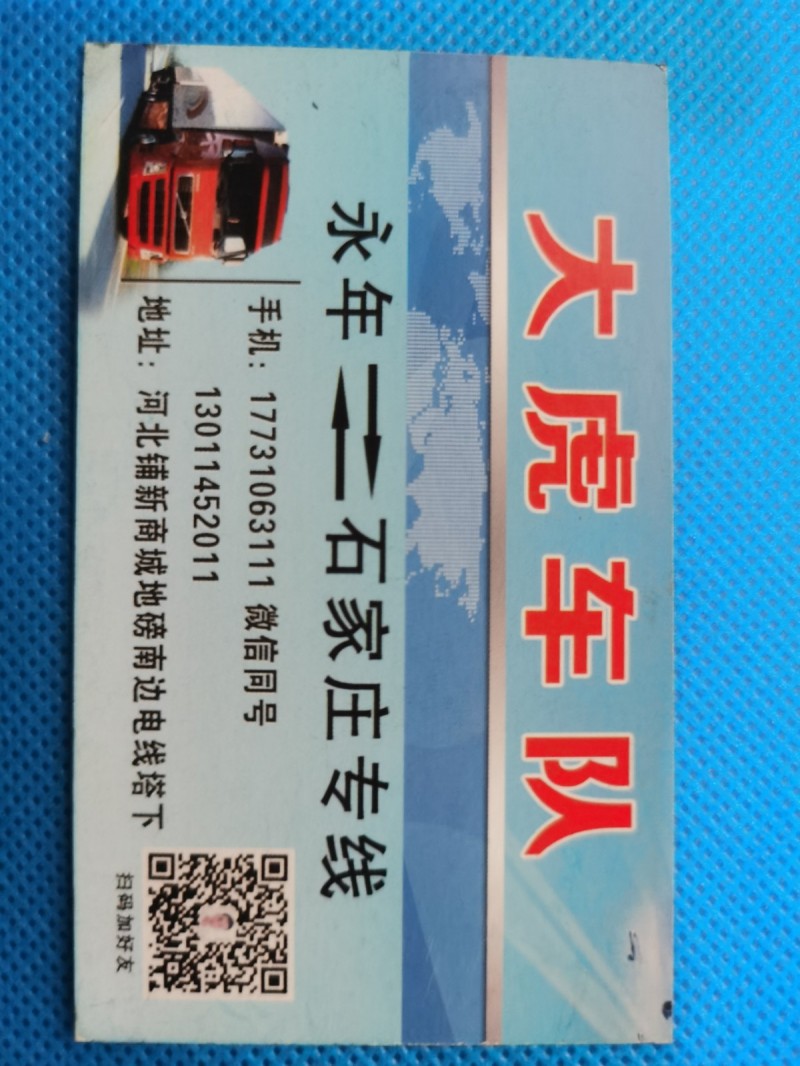 大虎车队
永年⇌石家庄专线
手机：17731063111 微信同号
13011452011
地址：河北铺新商城地磅南边电线塔下
扫码加好友